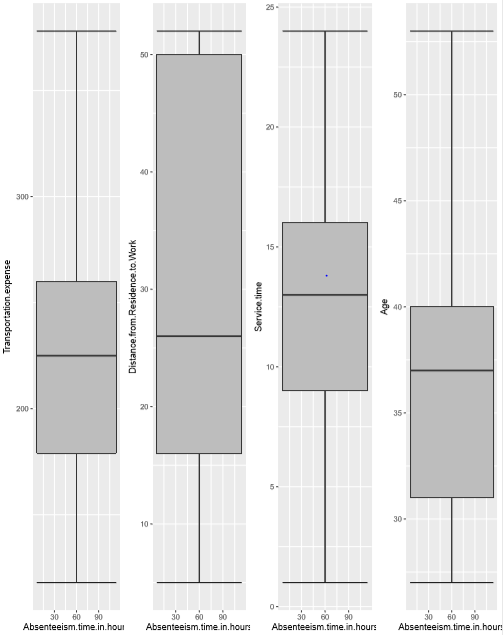 Transportation.expense
300
200
30 60 90
Absenteeism.time.in.hour
Distance.from.Residence.to.Work
50
40
30
20
10
30 60 90
Absenteeism.time.in.hours
Service.time
25
20
15
10
5
0
30 60 90
Absenteeism.time.in.hours
Age
50
45
40
35
30
30 60 90
Absenteeism.time.in.hours